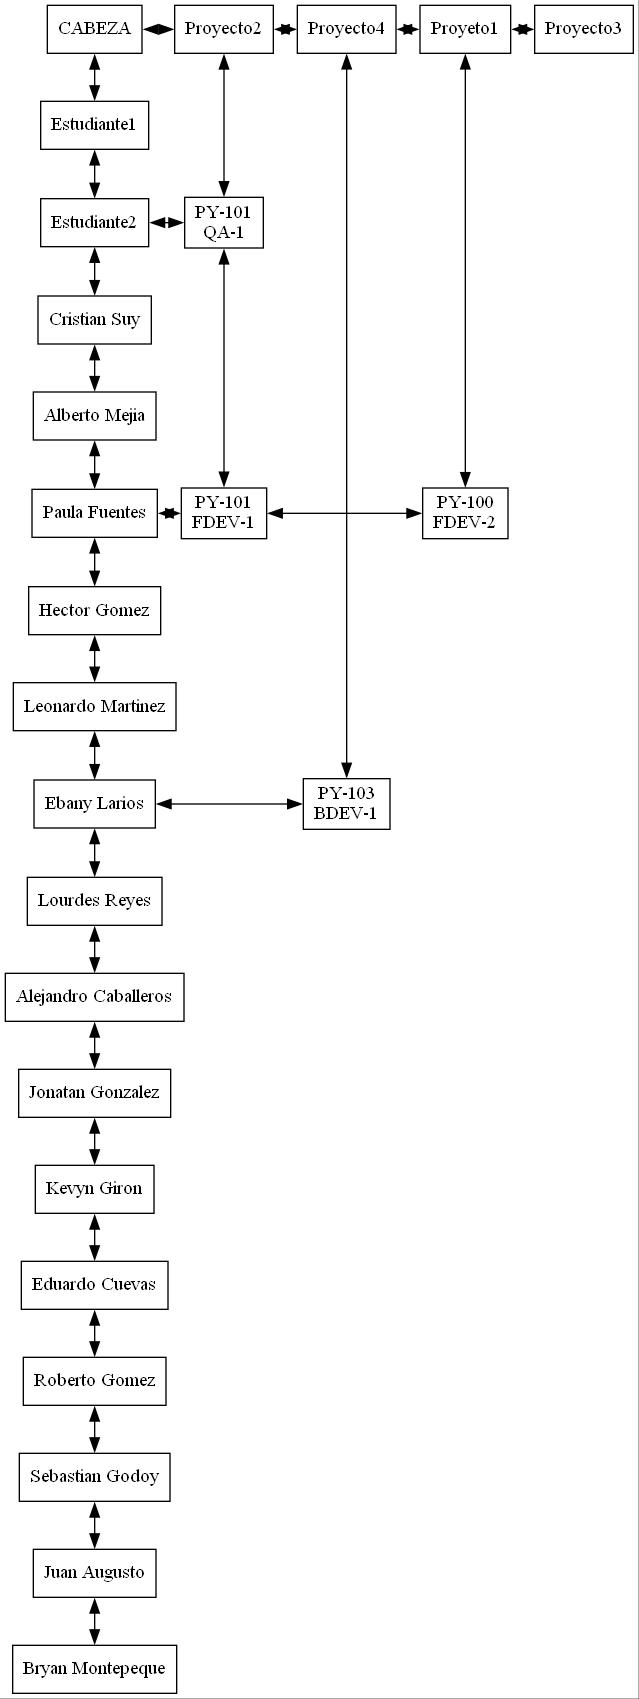 CABEZA
Proyecto2
Proyecto4
Proyeto1
Proyecto3
Estudiante1
Estudiante2
PY-101
QA-1
Cristian Suy
Alberto Mejia
Paula Fuentes
PY-101
FDEV-1
PY-100
FDEV-2
Hector Gomez
Leonardo Martinez
Ebany Larios
PY-103
BDEV-1
Lourdes Reyes
Alejandro Caballeros
Jonatan Gonzalez
Kevyn Giron
Eduardo Cuevas
Roberto Gomez
Sebastian Godoy
Juan Augusto
Bryan Montepeque